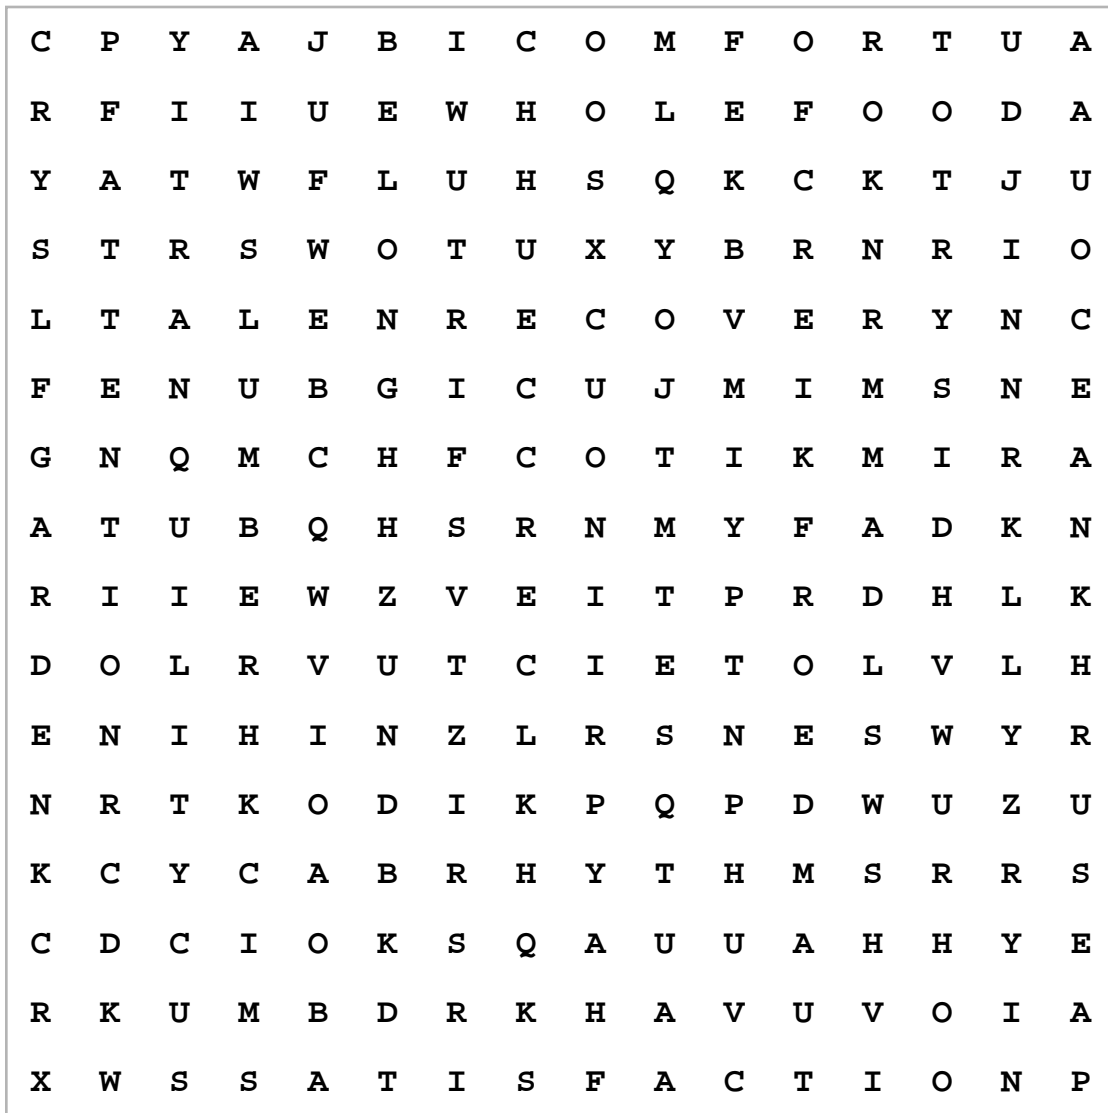 C P Y A J B I C O M F O R T U A
R F I I U E W H O L E F O O D A
Y A T W F L U H S Q K C K T J U
S T R S W O T U X Y B R N R I O
L T A L E N R E C O V E R Y N C
F E N U B G I C U J M I M S N E
G N Q M C H F C O T I K M I R A
A T U B Q H S R N M Y F A D K N
R I I E W Z V E I T P R D H L K
D O L R V U T C I E T O L V L H
E N I H I N Z L R S N E S W Y R
N R T K O D I K P Q P D W U Z U
K C Y C A B R H Y T H M S R R S
C D C I O K S Q A U U A H H Y E
R K U M B D R K H A V U V O I A
X W S S A T I S F A C T I O N P